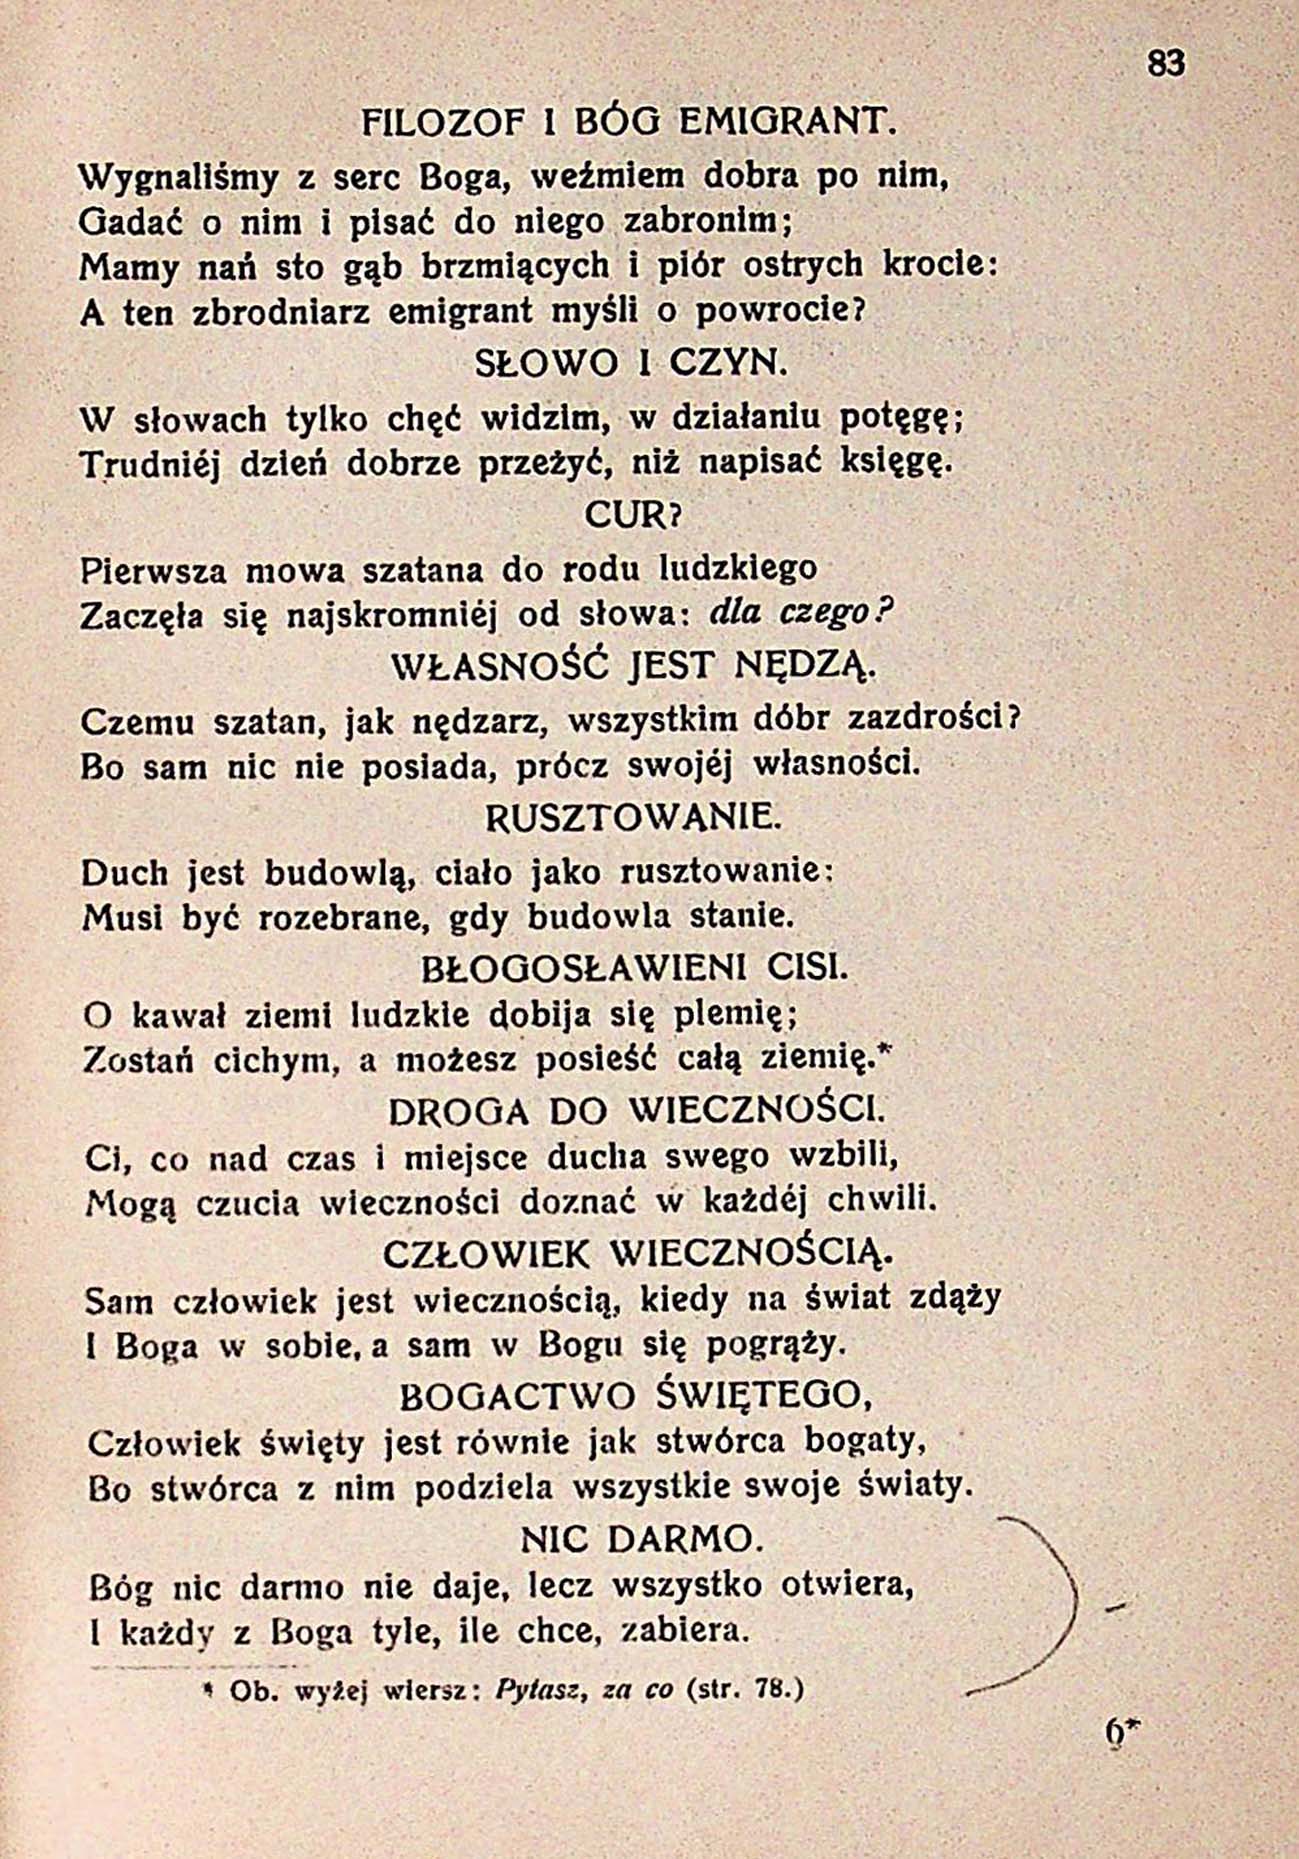 83
FILOZOF I BÓG EMIGRANT.
Wygnaliśmy z serc Boga, weźmiem dobra po nim,
Gadać o nim i pisać do niego zabronim;
Mamy nań sto gąb brzmiących i piór ostrych krocie:
A ten zbrodniarz emigrant myśli o powrocie?
SŁOWO I CZYN.
W słowach tylko chęć widzim, w działaniu potęgę;
Trudniéj dzień dobrze przeżyć, niż napisać księgę.
CUR?
Pierwsza mowa szatana do rodu ludzkiego
Zaczęła się najskromniéj od słowa: dla czego?
WŁASNOŚĆ JEST NĘDZĄ.
Czemu szatan, jak nędzarz, wszystkim dóbr zazdrości?
Bo sam nic nie posiada, prócz swojéj własności.
RUSZTOWANIE.
Duch jest budowlą, ciało jako rusztowanie:
Musi być rozebrane, gdy budowla stanie.
BŁOGOSŁAWIENI CISI.
O kawał ziemi ludzkie dobija się plemię;
Zostań cichym, a możesz posieść całą ziemię.*
DROGA DO WIECZNOŚCI.
Ci, co nad czas i miejsce ducha swego wzbili,
Mogą czucia wieczności doznać w każdéj chwili.
CZŁOWIEK WIECZNOŚCIĄ.
Sam człowiek jest wiecznością, kiedy na świat zdąży
I Boga w sobie, a sam w Bogu się pogrąży.
BOGACTWO ŚWIĘTEGO,
Człowiek święty jest równie jak stwórca bogaty,
Bo stwórca z nim podziela wszystkie swoje światy.
NIC DARMO.
Bóg nic darmo nie daje, lecz wszystko otwiera,
I każdy z Boga tyle, ile chce, zabiera.
* Ob. wyżej wiersz: Pytasz, za co (str. 78.)
6*